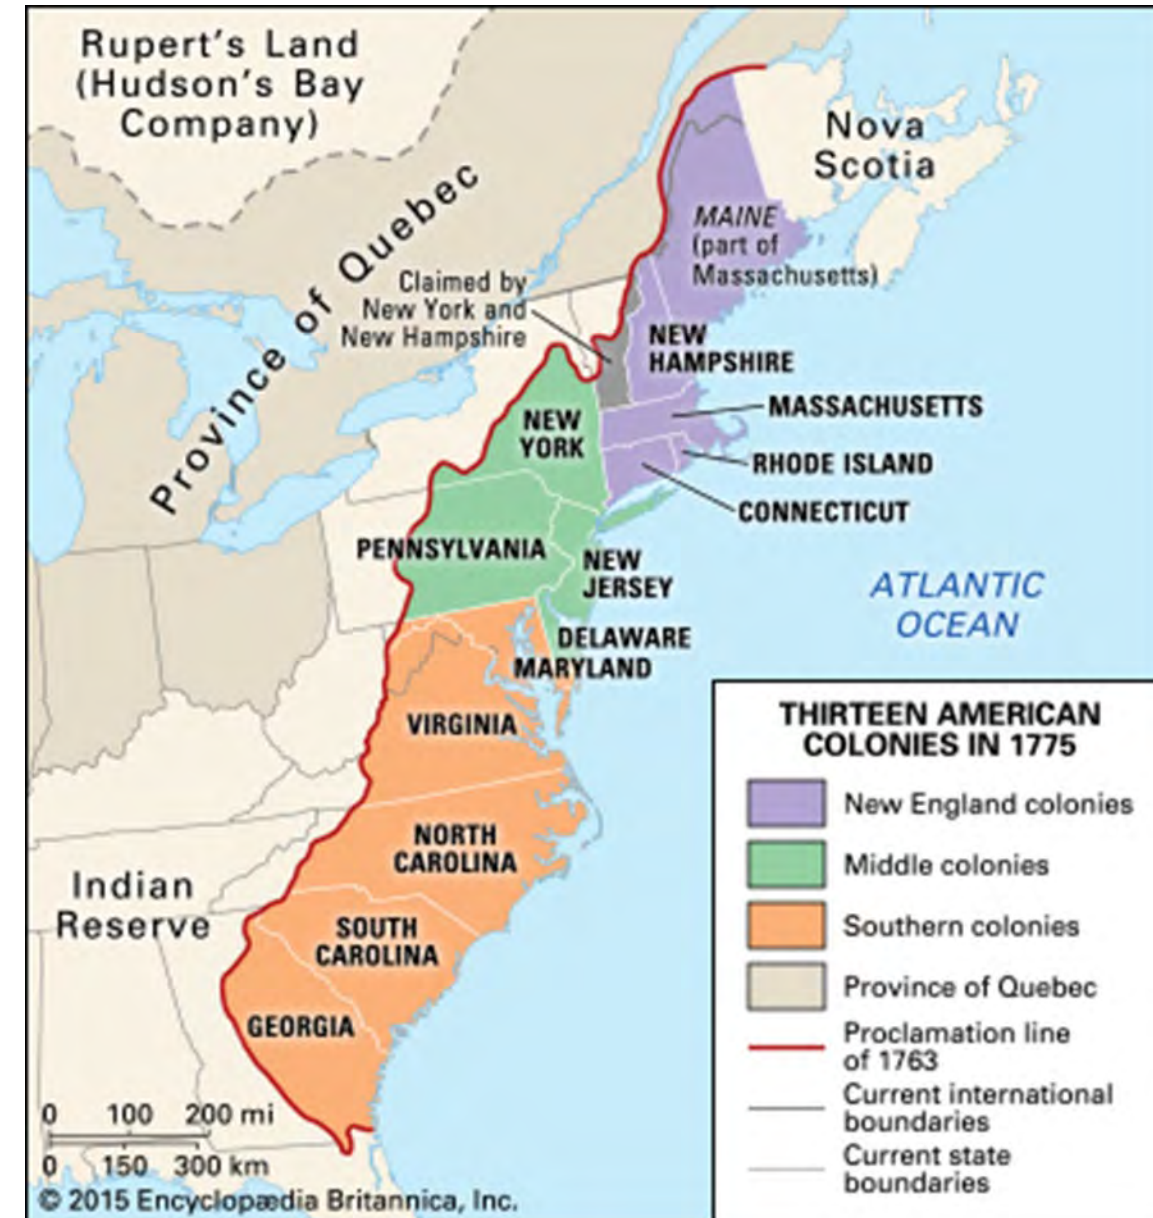 Rupert's Land
(Hudson's Bay
Company)
Nova
Scotia
Province of Quebec
MAINE
(part of
Massachusetts)
Claimed by
New York and
New Hampshire
NEW
HAMPSHIRE
MASSACHUSETTS
NEW
YORK
RHODE ISLAND
CONNECTICUT
PENNSYLVANIA
NEW
JERSEY
ATLANTIC
OCEAN
DELAWARE
MARYLAND
VIRGINIA
NORTH
CAROLINA
Indian
Reserve
SOUTH
CAROLINA
GEORGIA
THIRTEEN AMERICAN
COLONIES IN 1775
New England colonies
Middle colonies
Southern colonies
Province of Quebec
Proclamation line
of 1763
Current international
boundaries
Current state
boundaries
0 100 200 mi
0 150 300 km
© 2015 Encyclopædia Britannica, Inc.